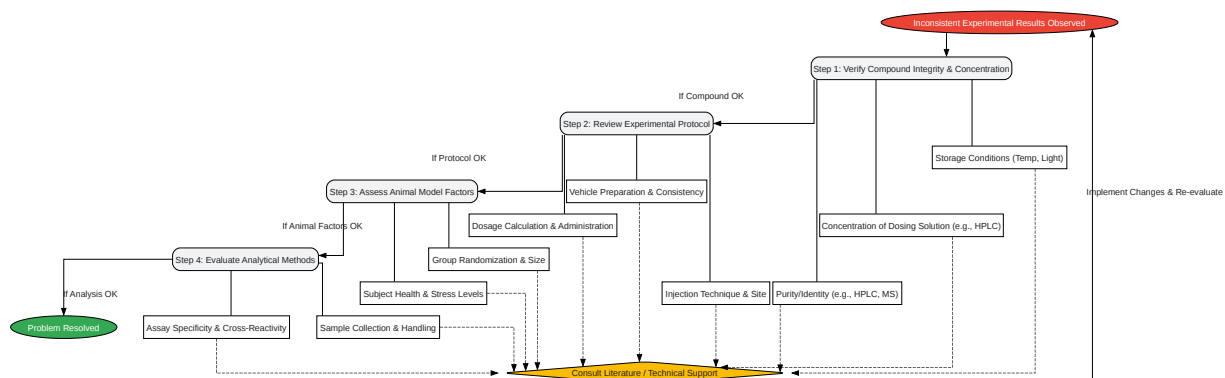 Inconsistent Experimental Results Observed
Step 1: Verify Compound Integrity & Concentration
If Compound OK
Step 2: Review Experimental Protocol
If Protocol OK
Storage Conditions (Temp, Light)
Step 3: Assess Animal Model Factors
Vehicle Preparation & Consistency
Implement Changes & Re-evaluate
If Animal Factors OK
Dosage Calculation & Administration
Concentration of Dosing Solution (e.g., HPLC)
Step 4: Evaluate Analytical Methods
Group Randomization & Size
If Analysis OK
Subject Health & Stress Levels
Injection Technique & Site
Purity/Identity (e.g., HPLC, MS)
Problem Resolved
Assay Specificity & Cross-Reactivity
Sample Collection & Handling
Consult Literature / Technical Support